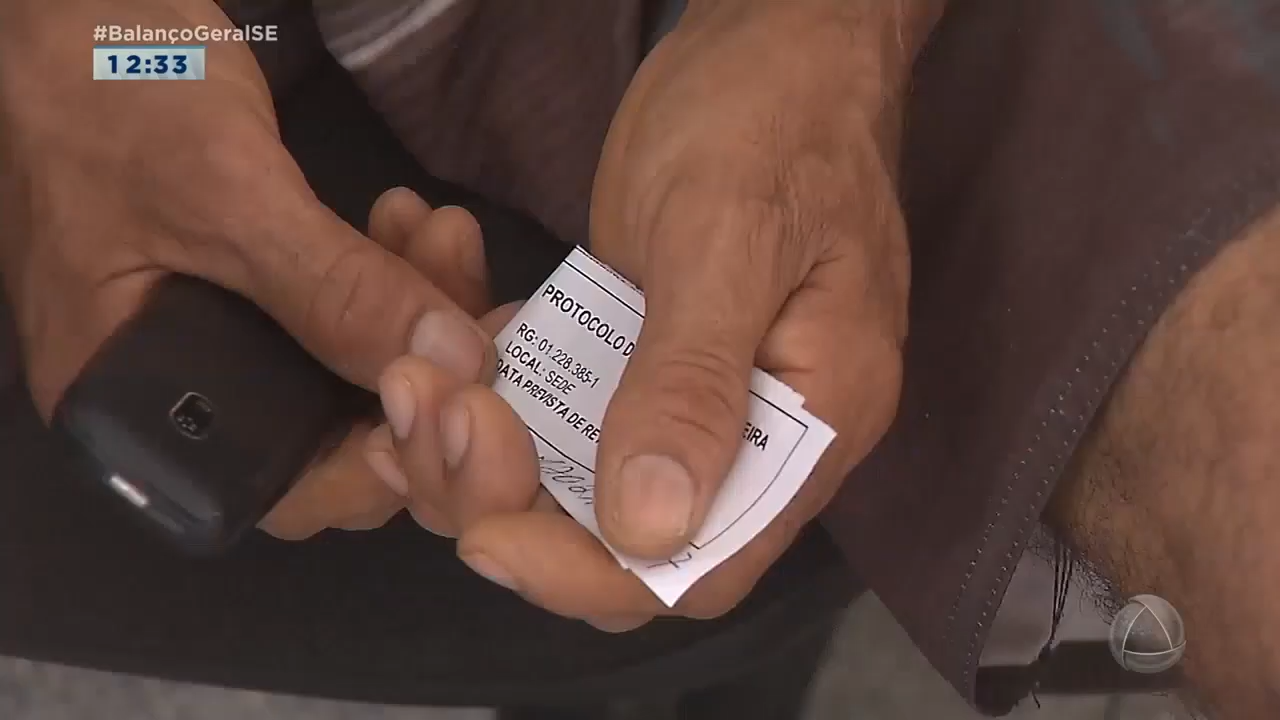 #BalançoGeralSE
12:33
PROTOCOLO D
EIRA
RG: 01.228.385-1
LOCAL: SEDE
DATA PREVISTA DE RE